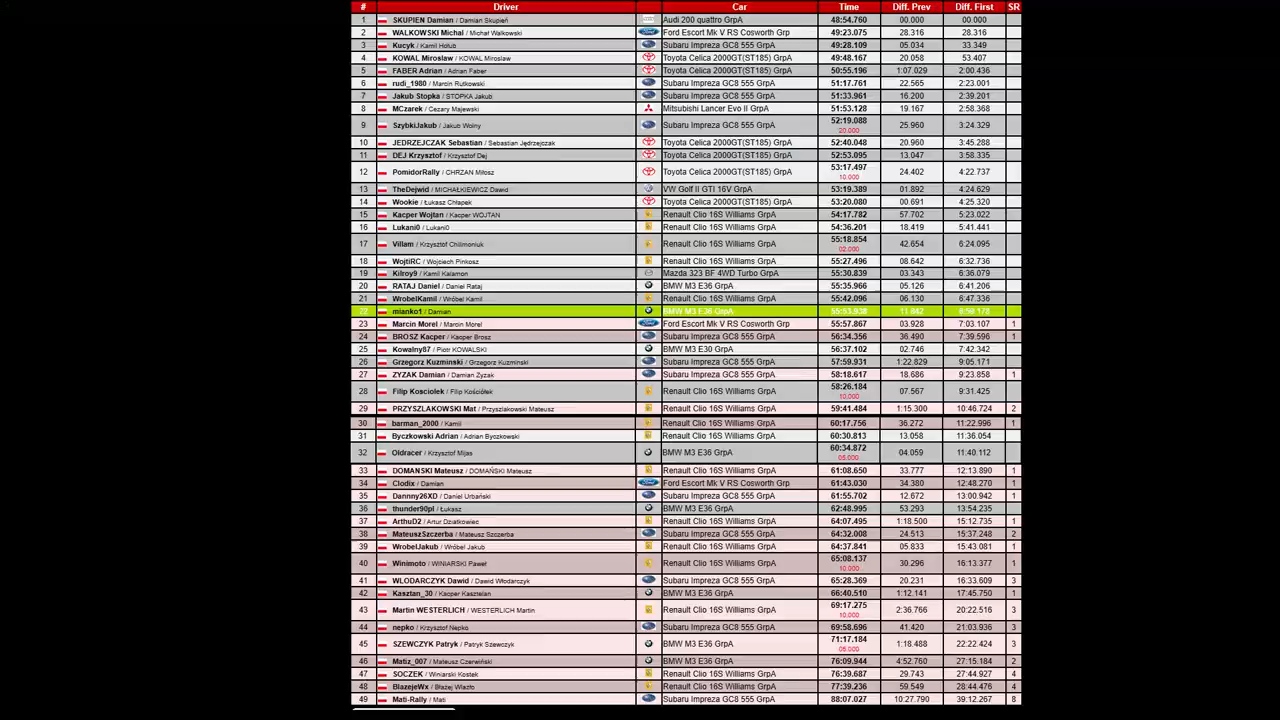 # Driver Car Time Diff. Prev Diff. First SR
1 SKUPIEN Damian / Damian Skupień Audi 200 quattro GrpA 48:54.760 00.000 00.000
2 WALKOWSKI Michal / Michał Walkowski Ford Escort Mk V RS Cosworth Grp 49:23.075 28.316 28.316
3 Kucyk / Kamil Hołub Subaru Impreza GC8 555 GrpA 49:28.109 05.034 33.349
4 KOWAL Miroslaw / KOWAL Miroslaw Toyota Celica 2000GT(ST185) GrpA 49:48.167 20.058 53.407
5 FABER Adrian / Adrian Faber Toyota Celica 2000GT(ST185) GrpA 50:55.196 1:07.029 2:00.436
6 rudi_1980 / Marcin Rutkowski Subaru Impreza GC8 555 GrpA 51:17.761 22.565 2:23.001
7 Jakub Stopka / STOPKA Jakub Subaru Impreza GC8 555 GrpA 51:33.961 16.200 2:39.201
8 MCzarek / Cezary Majewski Mitsubishi Lancer Evo II GrpA 51:53.128 19.167 2:58.368
9 SzybkiJakub / Jakub Wolny Subaru Impreza GC8 555 GrpA 52:19.088 25.960 3:24.329
20.000
10 JEDRZEJCZAK Sebastian / Sebastian Jędrzejczak Toyota Celica 2000GT(ST185) GrpA 52:40.048 20.960 3:45.288
11 DEJ Krzysztof / Krzysztof Dej Toyota Celica 2000GT(ST185) GrpA 52:53.095 13.047 3:58.335
12 PomidorRally / CHRZAN Miłosz Toyota Celica 2000GT(ST185) GrpA 53:17.497 24.402 4:22.737
10.000
13 TheDejwid / MICHAŁKIEWICZ Dawid VW Golf II GTI 16V GrpA 53:19.389 01.892 4:24.629
14 Wookie / Łukasz Chłapek Toyota Celica 2000GT(ST185) GrpA 53:20.080 00.691 4:25.320
15 Kacper Wojtan / Kacper WOJTAN Renault Clio 16S Williams GrpA 54:17.782 57.702 5:23.022
16 Lukani0 / Lukani0 Renault Clio 16S Williams GrpA 54:36.201 18.419 5:41.441
17 Villam / Krzysztof Chilimoniuk Renault Clio 16S Williams GrpA 55:18.854 42.654 6:24.095
02.000
18 WojtiRC / Wojciech Pinkosz Renault Clio 16S Williams GrpA 55:27.496 08.642 6:32.736
19 Kilroy9 / Kamil Kalamon Mazda 323 BF 4WD Turbo GrpA 55:30.839 03.343 6:36.079
20 RATAJ Daniel / Daniel Rataj BMW M3 E36 GrpA 55:35.966 05.126 6:41.206
21 WrobelKamil / Wróbel Kamil Renault Clio 16S Williams GrpA 55:42.096 06.130 6:47.336
22 mianko1 / Damian BMW M3 E36 GrpA 55:53.938 11.842 6:59.178
23 Marcin Morel / Marcin Morel Ford Escort Mk V RS Cosworth Grp 55:57.867 03.928 7:03.107 1
24 BROSZ Kacper / Kacper Brosz Subaru Impreza GC8 555 GrpA 56:34.356 36.490 7:39.596 1
25 Kowalny87 / Piotr KOWALSKI BMW M3 E30 GrpA 56:37.102 02.746 7:42.342
26 Grzegorz Kuzminski / Grzegorz Kuzminski Subaru Impreza GC8 555 GrpA 57:59.931 1:22.829 9:05.171
27 ZYZAK Damian / Damian Zyzak Subaru Impreza GC8 555 GrpA 58:18.617 18.686 9:23.858 1
28 Filip Kosciolek / Filip Kościółek Renault Clio 16S Williams GrpA 58:26.184 07.567 9:31.425
10.000
29 PRZYSZLAKOWSKI Mat / Przyszlakowski Mateusz Renault Clio 16S Williams GrpA 59:41.484 1:15.300 10:46.724 2
30 barman_2000 / Kamil Renault Clio 16S Williams GrpA 60:17.756 36.272 11:22.996 1
31 Byczkowski Adrian / Adrian Byczkowski Renault Clio 16S Williams GrpA 60:30.813 13.058 11:36.054
32 Oldracer / Krzysztof Mijas BMW M3 E36 GrpA 60:34.872 04.059 11:40.112
05.000
33 DOMANSKI Mateusz / DOMAŃSKI Mateusz Renault Clio 16S Williams GrpA 61:08.650 33.777 12:13.890 1
34 Clodix / Damian Ford Escort Mk V RS Cosworth Grp 61:43.030 34.380 12:48.270 1
35 Dannny26XD / Daniel Urbański Subaru Impreza GC8 555 GrpA 61:55.702 12.672 13:00.942 1
36 thunder90pl / Łukasz BMW M3 E36 GrpA 62:48.995 53.293 13:54.235
37 ArthuD2 / Artur Dziatkowiec Renault Clio 16S Williams GrpA 64:07.495 1:18.500 15:12.735 1
38 MateuszSzczerba / Mateusz Szczerba Subaru Impreza GC8 555 GrpA 64:32.008 24.513 15:37.248 2
39 WrobelJakub / Wróbel Jakub Renault Clio 16S Williams GrpA 64:37.841 05.833 15:43.081 1
40 Winimoto / WINIARSKI Paweł Renault Clio 16S Williams GrpA 65:08.137 30.296 16:13.377 1
10.000
41 WLODARCZYK Dawid / Dawid Włodarczyk Subaru Impreza GC8 555 GrpA 65:28.369 20.231 16:33.609 3
42 Kasztan_30 / Kacper Kasztelan BMW M3 E36 GrpA 66:40.510 1:12.141 17:45.750 1
43 Martin WESTERLICH / WESTERLICH Martin Renault Clio 16S Williams GrpA 69:17.275 2:36.766 20:22.516 3
10.000
44 nepko / Krzysztof Nepko Subaru Impreza GC8 555 GrpA 69:58.696 41.420 21:03.936 3
45 SZEWCZYK Patryk / Patryk Szewczyk BMW M3 E36 GrpA 71:17.184 1:18.488 22:22.424 3
05.000
46 Matiz_007 / Mateusz Czerwiński BMW M3 E36 GrpA 76:09.944 4:52.760 27:15.184 2
47 SOCZEK / Winiarski Kostek Renault Clio 16S Williams GrpA 76:39.687 29.743 27:44.927 4
48 BlazejeWx / Błażej Wlazło Renault Clio 16S Williams GrpA 77:39.236 59.549 28:44.476 4
49 Mati-Rally / Mati Subaru Impreza GC8 555 GrpA 88:07.027 10:27.790 39:12.267 8